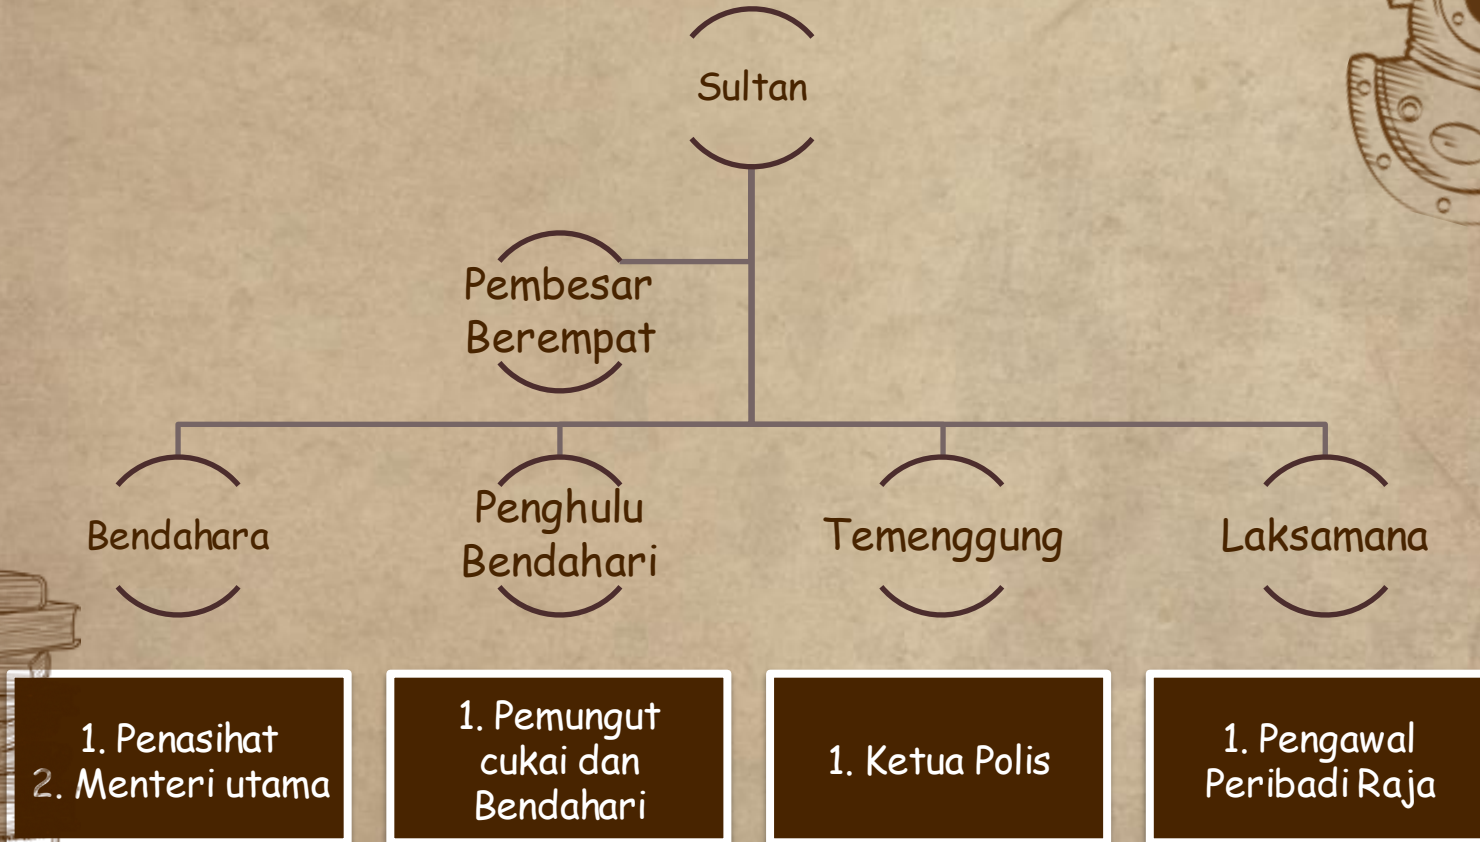 Sultan
Pembesar
Berempat
Bendahara
Penghulu
Bendahari
Temenggung
Laksamana
1. Penasihat
2. Menteri utama
1. Pemungut
cukai dan
Bendahari
1. Ketua Polis
1. Pengawal
Peribadi Raja